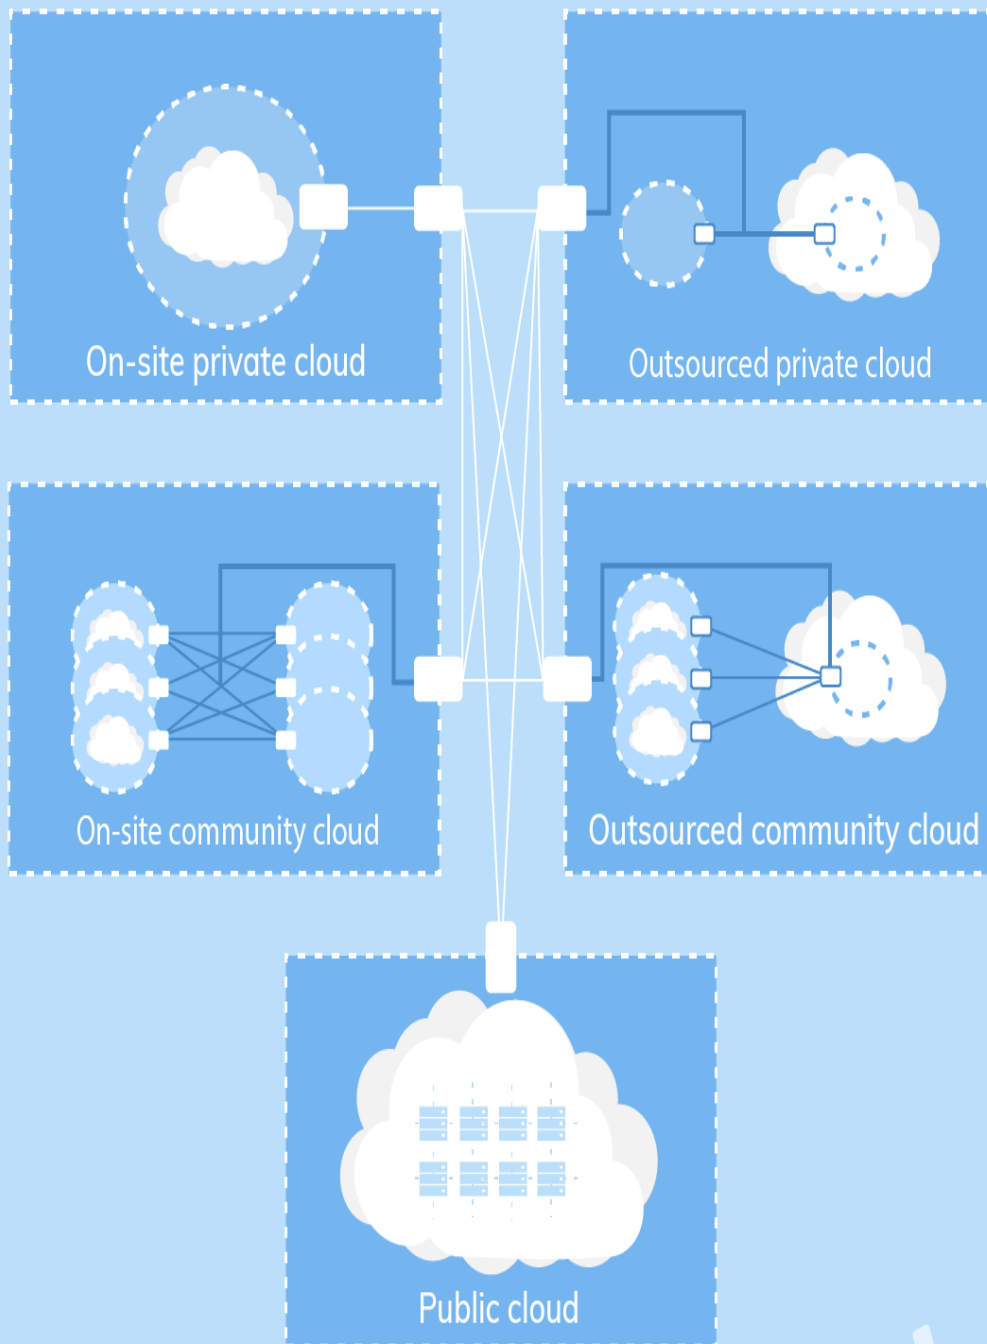 On-site private cloud
Outsourced private cloud
On-site community cloud
Outsourced community cloud
Public cloud